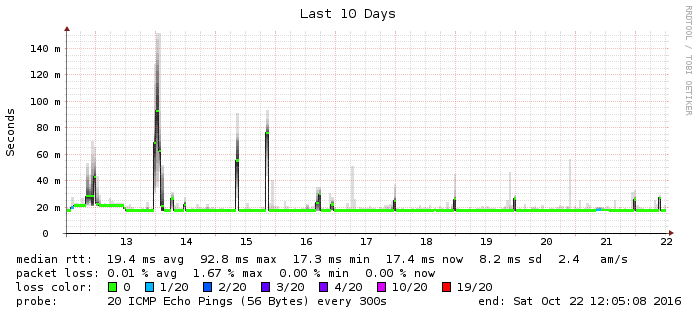 Last 10 Days
RRDTOOL / TOBI OETIKER
Seconds
140 m
120 m
100 m
80 m
60 m
40 m
20 m
0
13 14 15 16 17 18 19 20 21 22
median rtt: 19.4 ms avg 92.8 ms max 17.3 ms min 17.4 ms now 8.2 ms sd 2.4 am/s
packet loss: 0.01 % avg 1.67 % max 0.00 % min 0.00 % now
loss color: 0 1/20 2/20 3/20 4/20 10/20 19/20
probe: 20 ICMP Echo Pings (56 Bytes) every 300s end: Sat Oct 22 12:05:08 2016